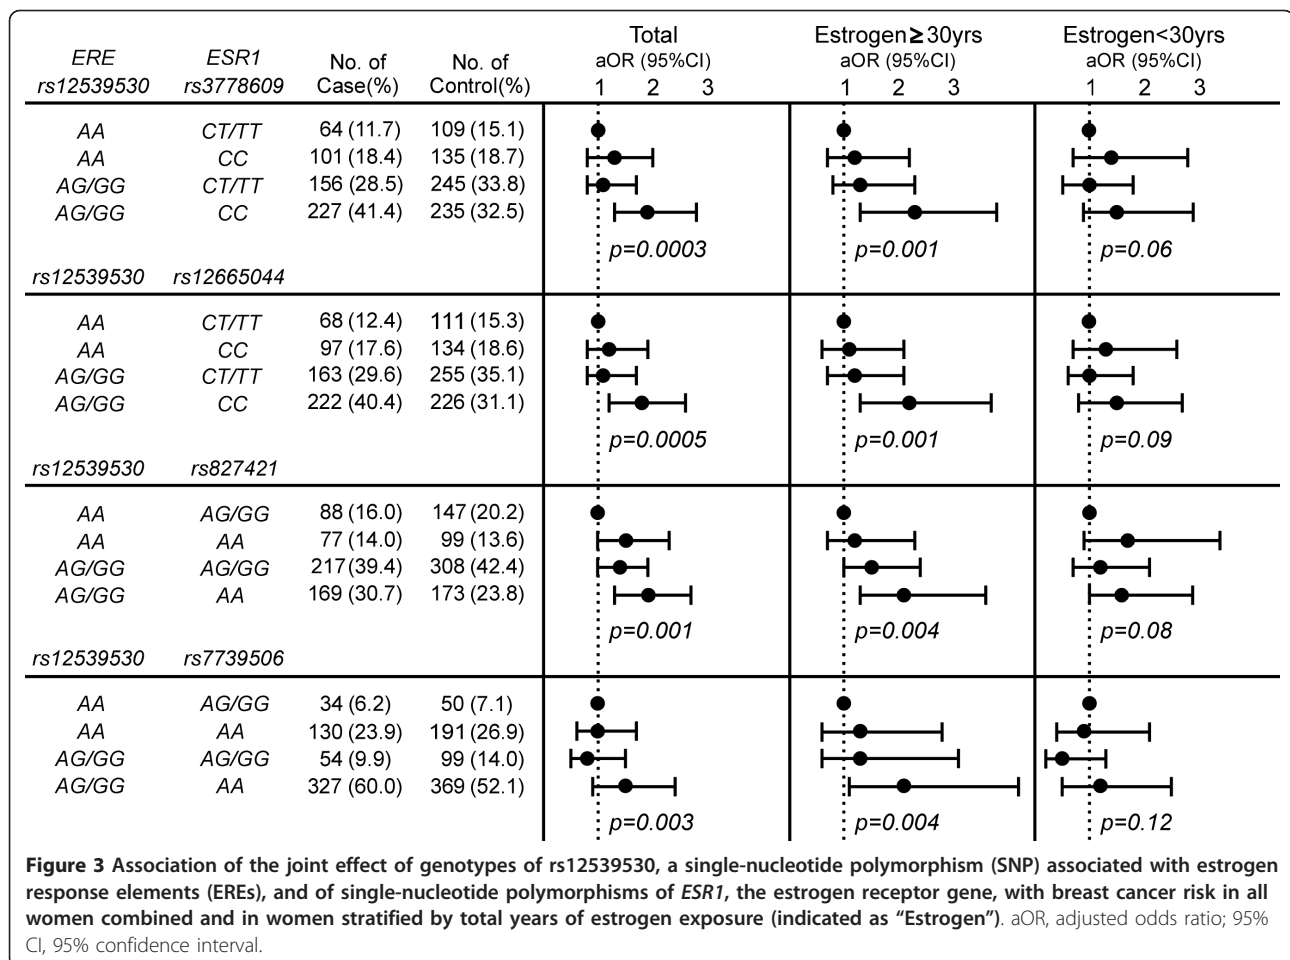 Total Estrogen≥30yrs Estrogen<30yrs
ERE ESR1 No. of No. of aOR (95%CI) aOR (95%CI) aOR (95%CI)
rs12539530 rs3778609 Case(%) Control(%) 1 2 3 1 2 3 1 2 3
AA CT/TT 64 (11.7) 109 (15.1)
AA CC 101 (18.4) 135 (18.7)
AG/GG CT/TT 156 (28.5) 245 (33.8)
AG/GG CC 227 (41.4) 235 (32.5)
p=0.0003 p=0.001 p=0.06
rs12539530 rs12665044
AA CT/TT 68 (12.4) 111 (15.3)
AA CC 97 (17.6) 134 (18.6)
AG/GG CT/TT 163 (29.6) 255 (35.1)
AG/GG CC 222 (40.4) 226 (31.1)
p=0.0005 p=0.001 p=0.09
rs12539530 rs827421
AA AG/GG 88 (16.0) 147 (20.2)
AA AA 77 (14.0) 99 (13.6)
AG/GG AG/GG 217 (39.4) 308 (42.4)
AG/GG AA 169 (30.7) 173 (23.8)
p=0.001 p=0.004 p=0.08
rs12539530 rs7739506
AA AG/GG 34 (6.2) 50 (7.1)
AA AA 130 (23.9) 191 (26.9)
AG/GG AG/GG 54 (9.9) 99 (14.0)
AG/GG AA 327 (60.0) 369 (52.1)
p=0.003 p=0.004 p=0.12
Figure 3 Association of the joint effect of genotypes of rs12539530, a single-nucleotide polymorphism (SNP) associated with estrogen
response elements (EREs), and of single-nucleotide polymorphisms of ESR1, the estrogen receptor gene, with breast cancer risk in all
women combined and in women stratified by total years of estrogen exposure (indicated as “Estrogen”). aOR, adjusted odds ratio; 95%
CI, 95% confidence interval.